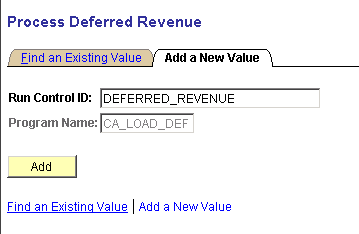 Process Deferred Revenue
Find an Existing Value Add a New Value
Run Control ID: DEFERRED_REVENUE
Program Name: CA_LOAD_DEF
Add
Find an Existing Value | Add a New Value